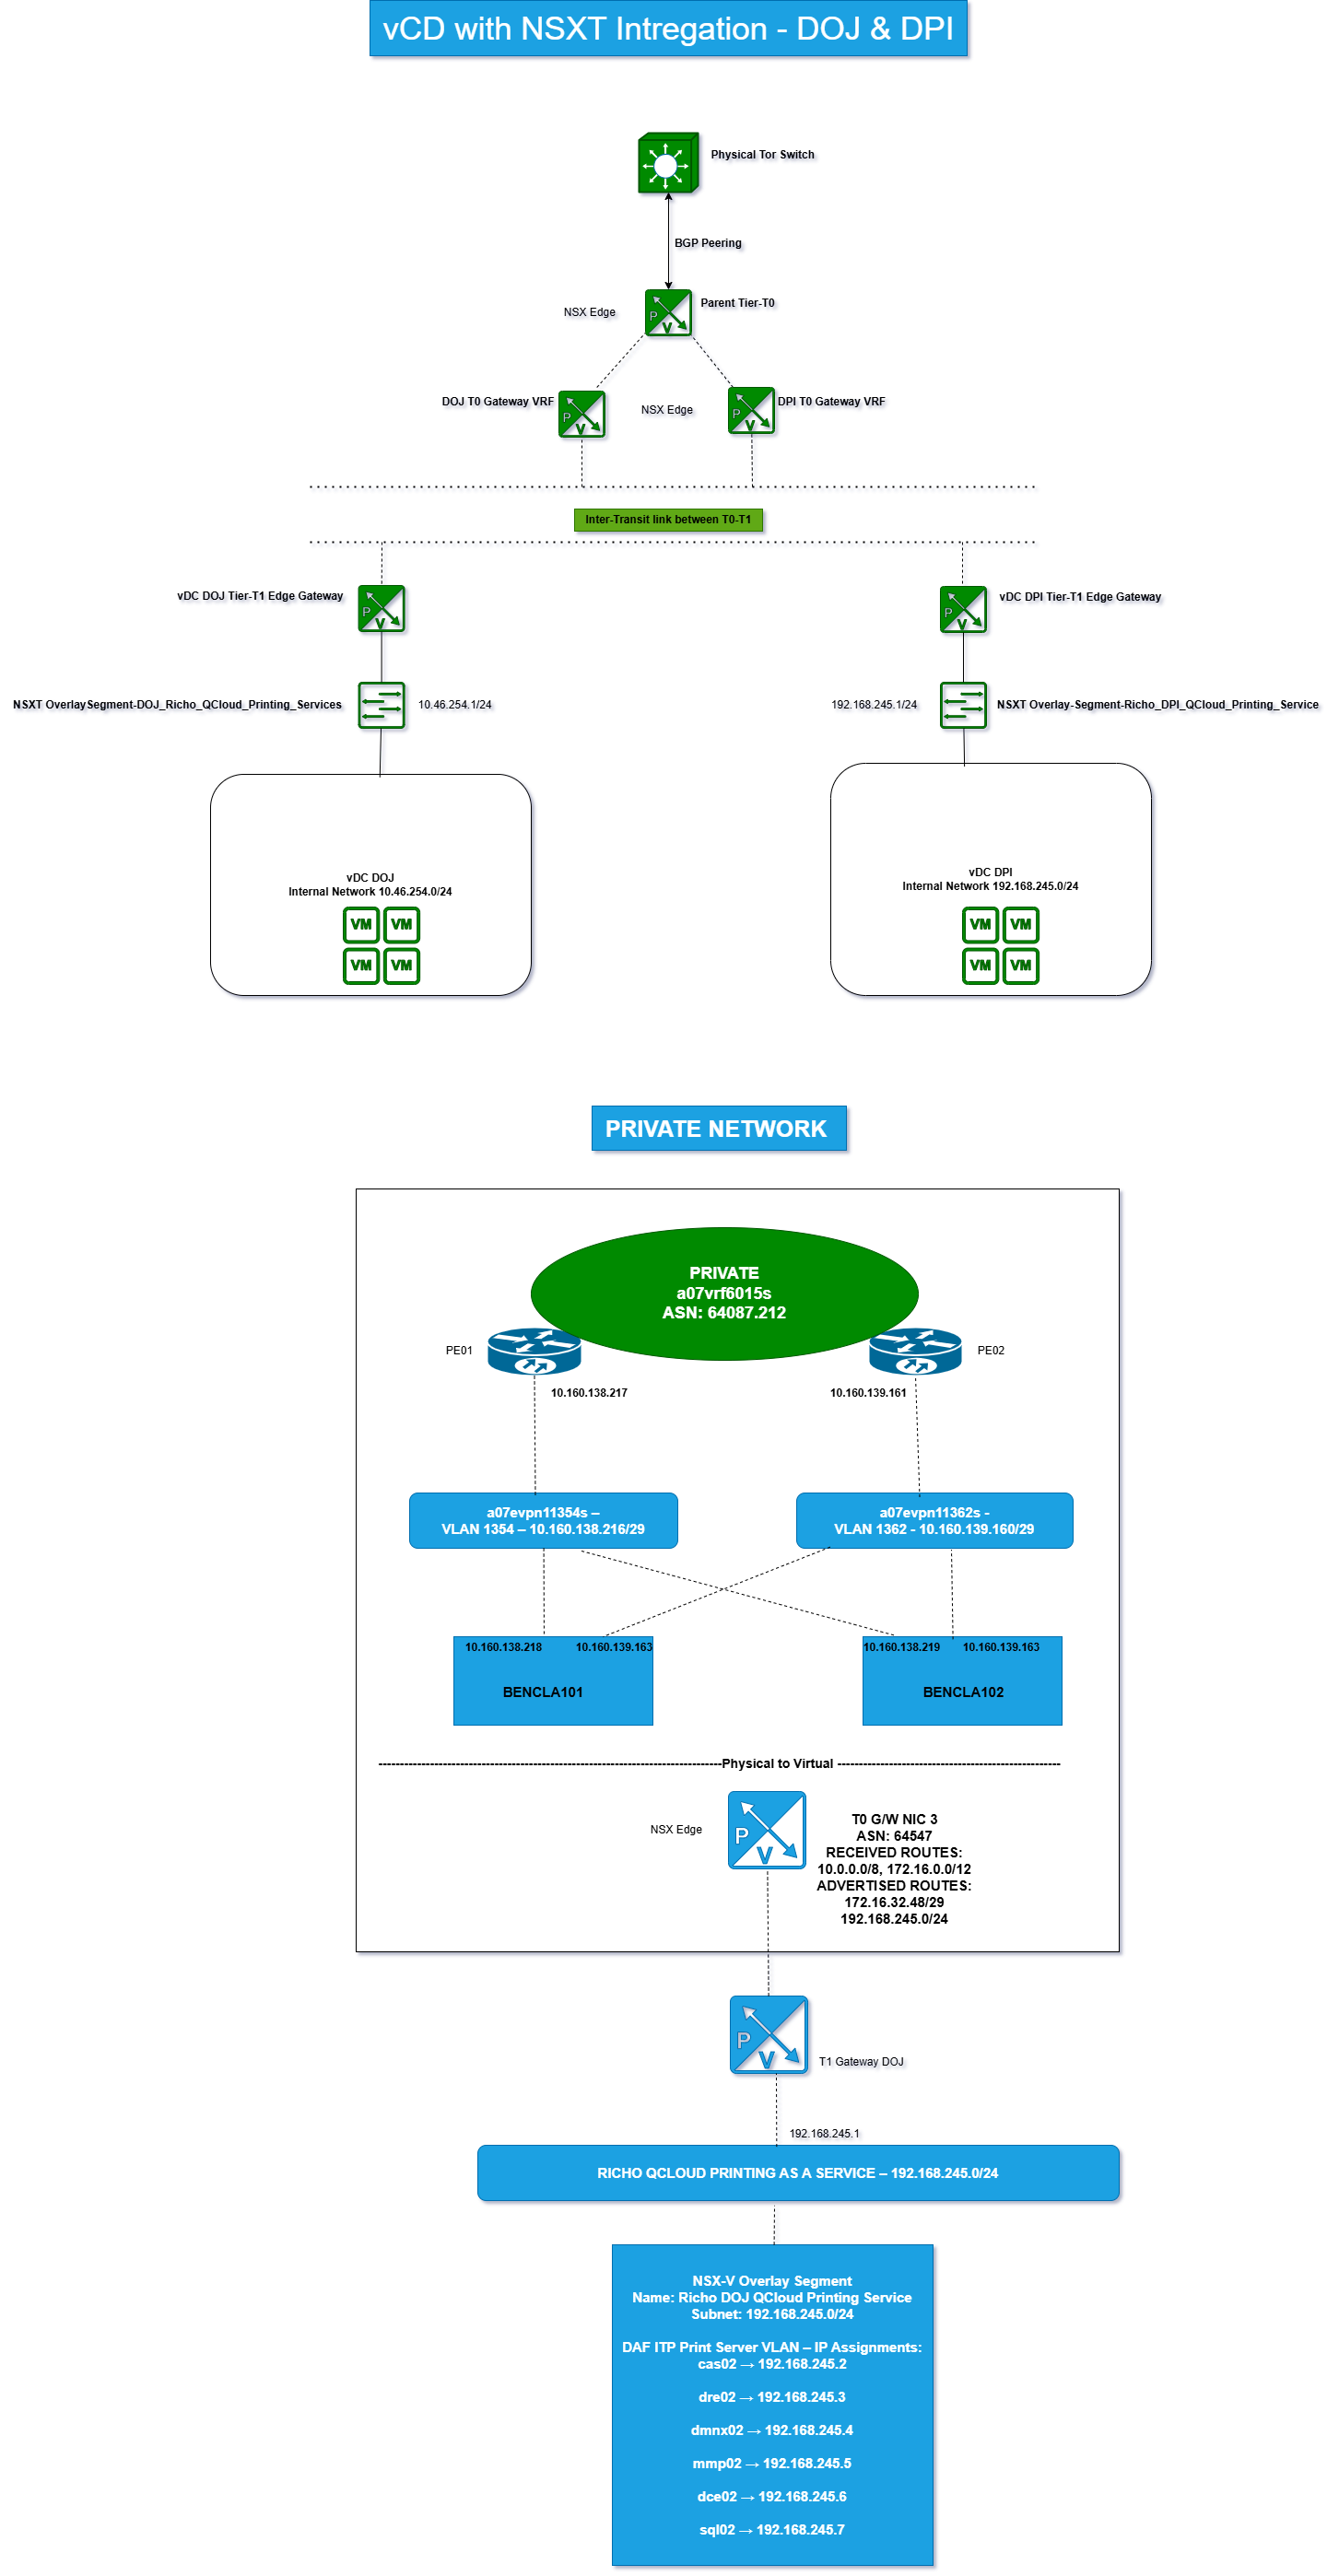 vCD with NSXT Intregation - DOJ & DPI
Physical Tor Switch
BGP Peering
NSX Edge
Parent Tier-T0
DOJ T0 Gateway VRF
NSX Edge
DPI T0 Gateway VRF
Inter-Transit link between T0-T1
vDC DOJ Tier-T1 Edge Gateway
vDC DPI Tier-T1 Edge Gateway
NSXT OverlaySegment-DOJ_Richo_QCloud_Printing_Services
10.46.254.1/24
192.168.245.1/24
NSXT Overlay-Segment-Richo_DPI_QCloud_Printing_Service
vDC DOJ
Internal Network 10.46.254.0/24
VM VM
VM VM
vDC DPI
Internal Network 192.168.245.0/24
VM VM
VM VM
PRIVATE NETWORK
PRIVATE
a07vrf6015s
ASN: 64087.212
PE01
PE02
10.160.138.217
10.160.139.161
a07evpn11354s –
VLAN 1354 – 10.160.138.216/29
a07evpn11362s -
VLAN 1362 - 10.160.139.160/29
10.160.138.218
10.160.139.163
BENCLA101
10.160.138.219
10.160.139.163
BENCLA102
Physical to Virtual
NSX Edge
P
V
T0 G/W NIC 3
ASN: 64547
RECEIVED ROUTES:
10.0.0.0/8, 172.16.0.0/12
ADVERTISED ROUTES:
172.16.32.48/29
192.168.245.0/24
P
V
T1 Gateway DOJ
192.168.245.1
RICHO QCLOUD PRINTING AS A SERVICE – 192.168.245.0/24
NSX-V Overlay Segment
Name: Richo DOJ QCloud Printing Service
Subnet: 192.168.245.0/24
DAF ITP Print Server VLAN – IP Assignments:
cas02 → 192.168.245.2
dre02 → 192.168.245.3
dmnx02 → 192.168.245.4
mmp02 → 192.168.245.5
dce02 → 192.168.245.6
sql02 → 192.168.245.7